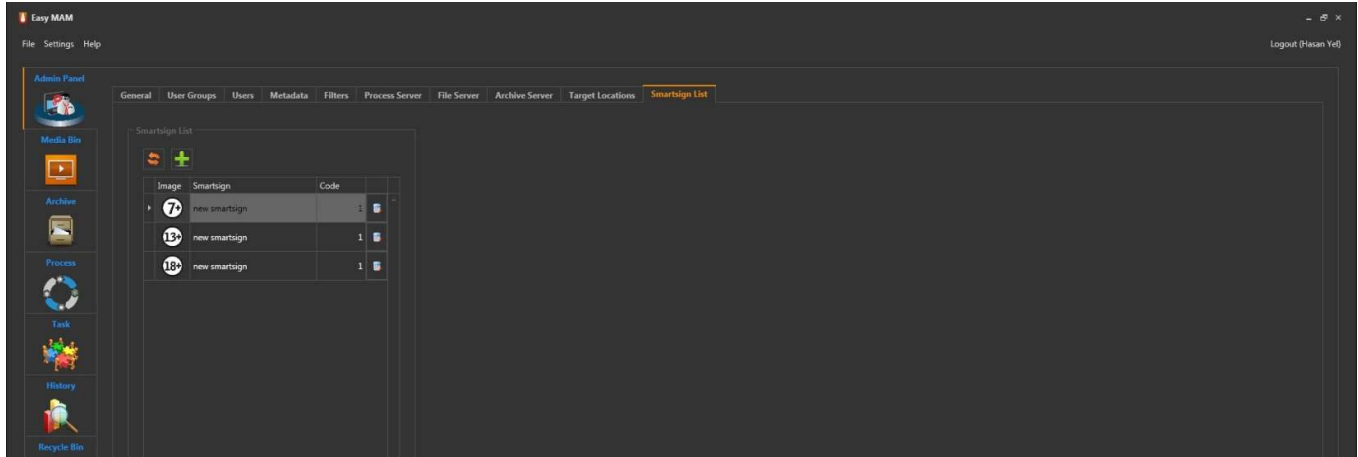 Easy MAM
File Settings Help
Logout (Hasan Yel)
Admin Panel
General User Groups Users Metadata Filters Process Server File Server Archive Server Target Locations Smartsign List
Smartsign List
Media Bin
Image Smartsign Code
Archive
7+ new smartsign 1
13+ new smartsign 1
Process
18+ new smartsign 1
Task
History
Recycle Bin